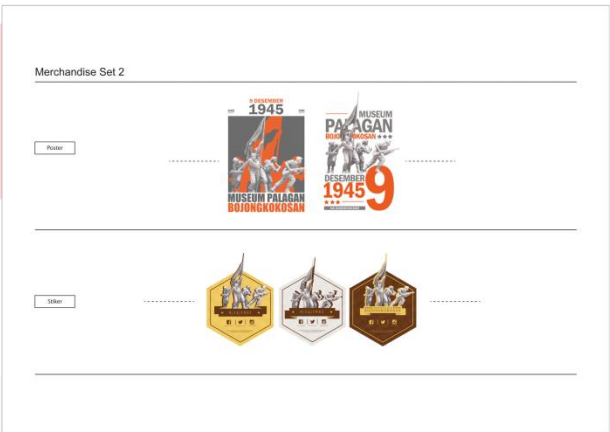 Merchandise Set 2
Poster
9 DESEMBER
1945
MUSEUM PALAGAN
BOJONGKOKOSAN
MUSEUM
PALAGAN
BOJONGKOKOSAN
DESEMBER
1945
9
Stiker